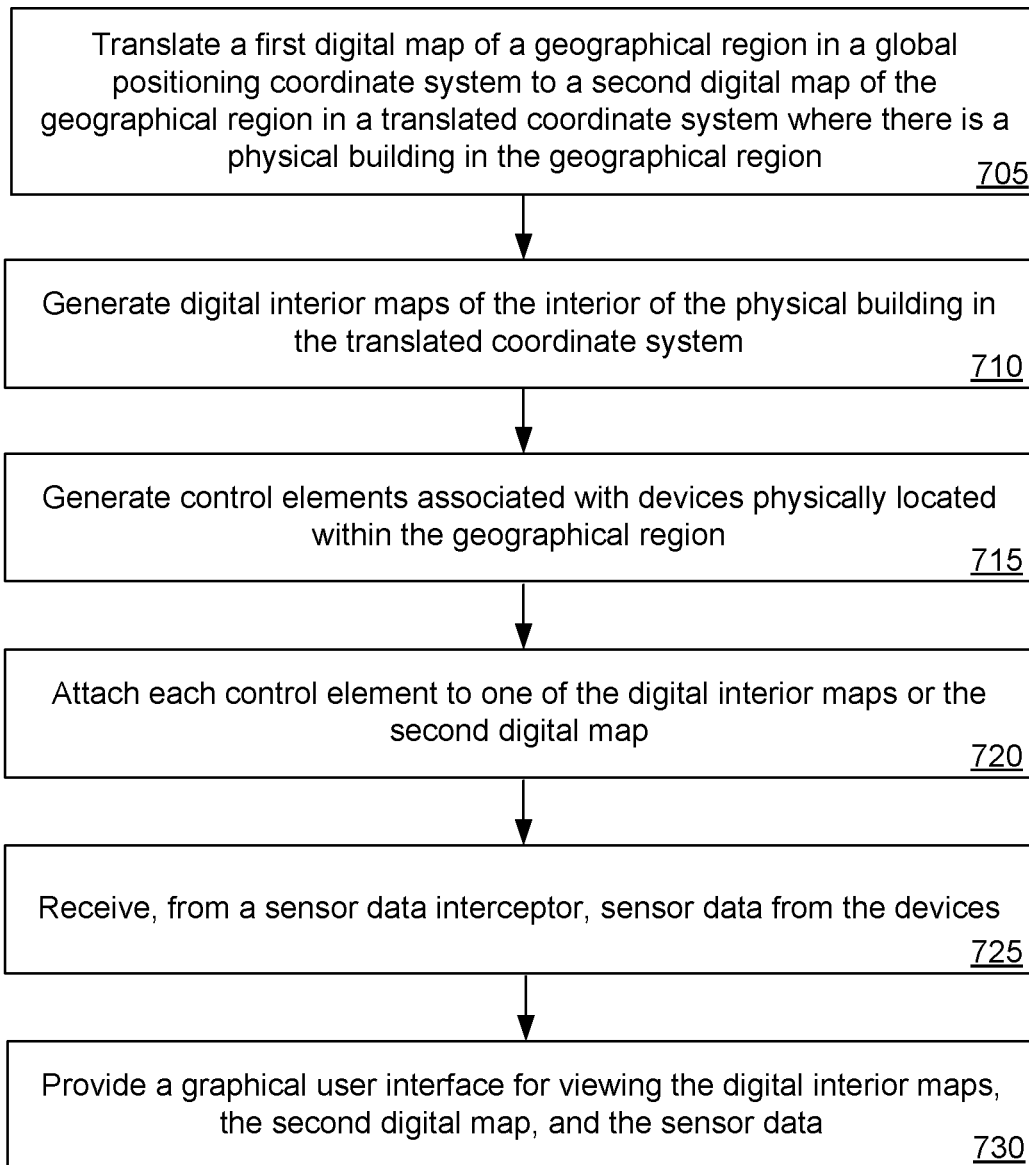 Translate a first digital map of a geographical region in a global
positioning coordinate system to a second digital map of the
geographical region in a translated coordinate system where there is a
physical building in the geographical region
705
Generate digital interior maps of the interior of the physical building in
the translated coordinate system
710
Generate control elements associated with devices physically located
within the geographical region
715
Attach each control element to one of the digital interior maps or the
second digital map
720
Receive, from a sensor data interceptor, sensor data from the devices
725
Provide a graphical user interface for viewing the digital interior maps,
the second digital map, and the sensor data
730